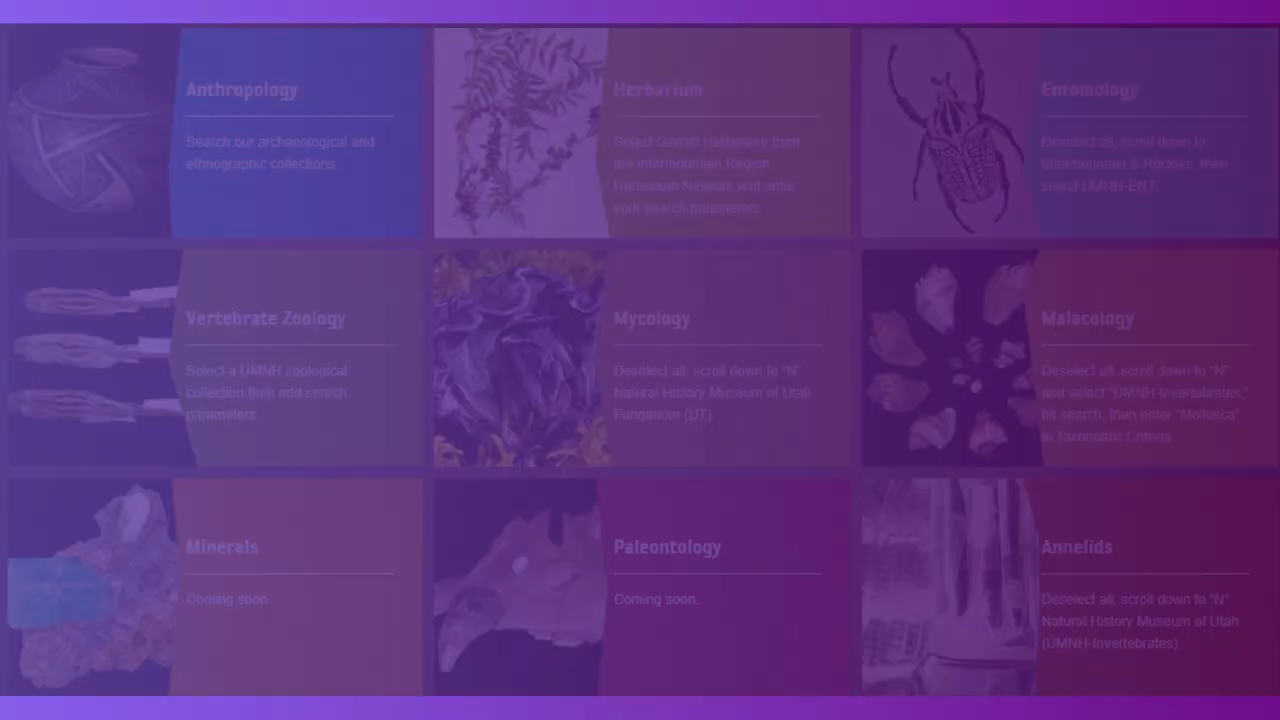 Anthropology
Search our archaeological and
ethnographic collections.
Herbarium
Select Garrett Herbarium from
the Intermountain Region
Herbarium Network and enter
your search parameters.
Entomology
Deselect all, scroll down to
Intermountain & Rockies, then
select UMNH-ENT.
Vertebrate Zoology
Select a UMNH zoological
collection then add search
parameters.
Mycology
Deselect all, scroll down to "N"
Natural History Museum of Utah
Fungarium (UT)
Malacology
Deselect all, scroll down to "N"
and select "UMNH-Invertebrates,"
hit search, then enter "Mollusca"
in Taxonomic Criteria
Minerals
Coming soon.
Paleontology
Coming soon.
Annelids
Deselect all, scroll down to "N"
Natural History Museum of Utah
(UMNH-Invertebrates)